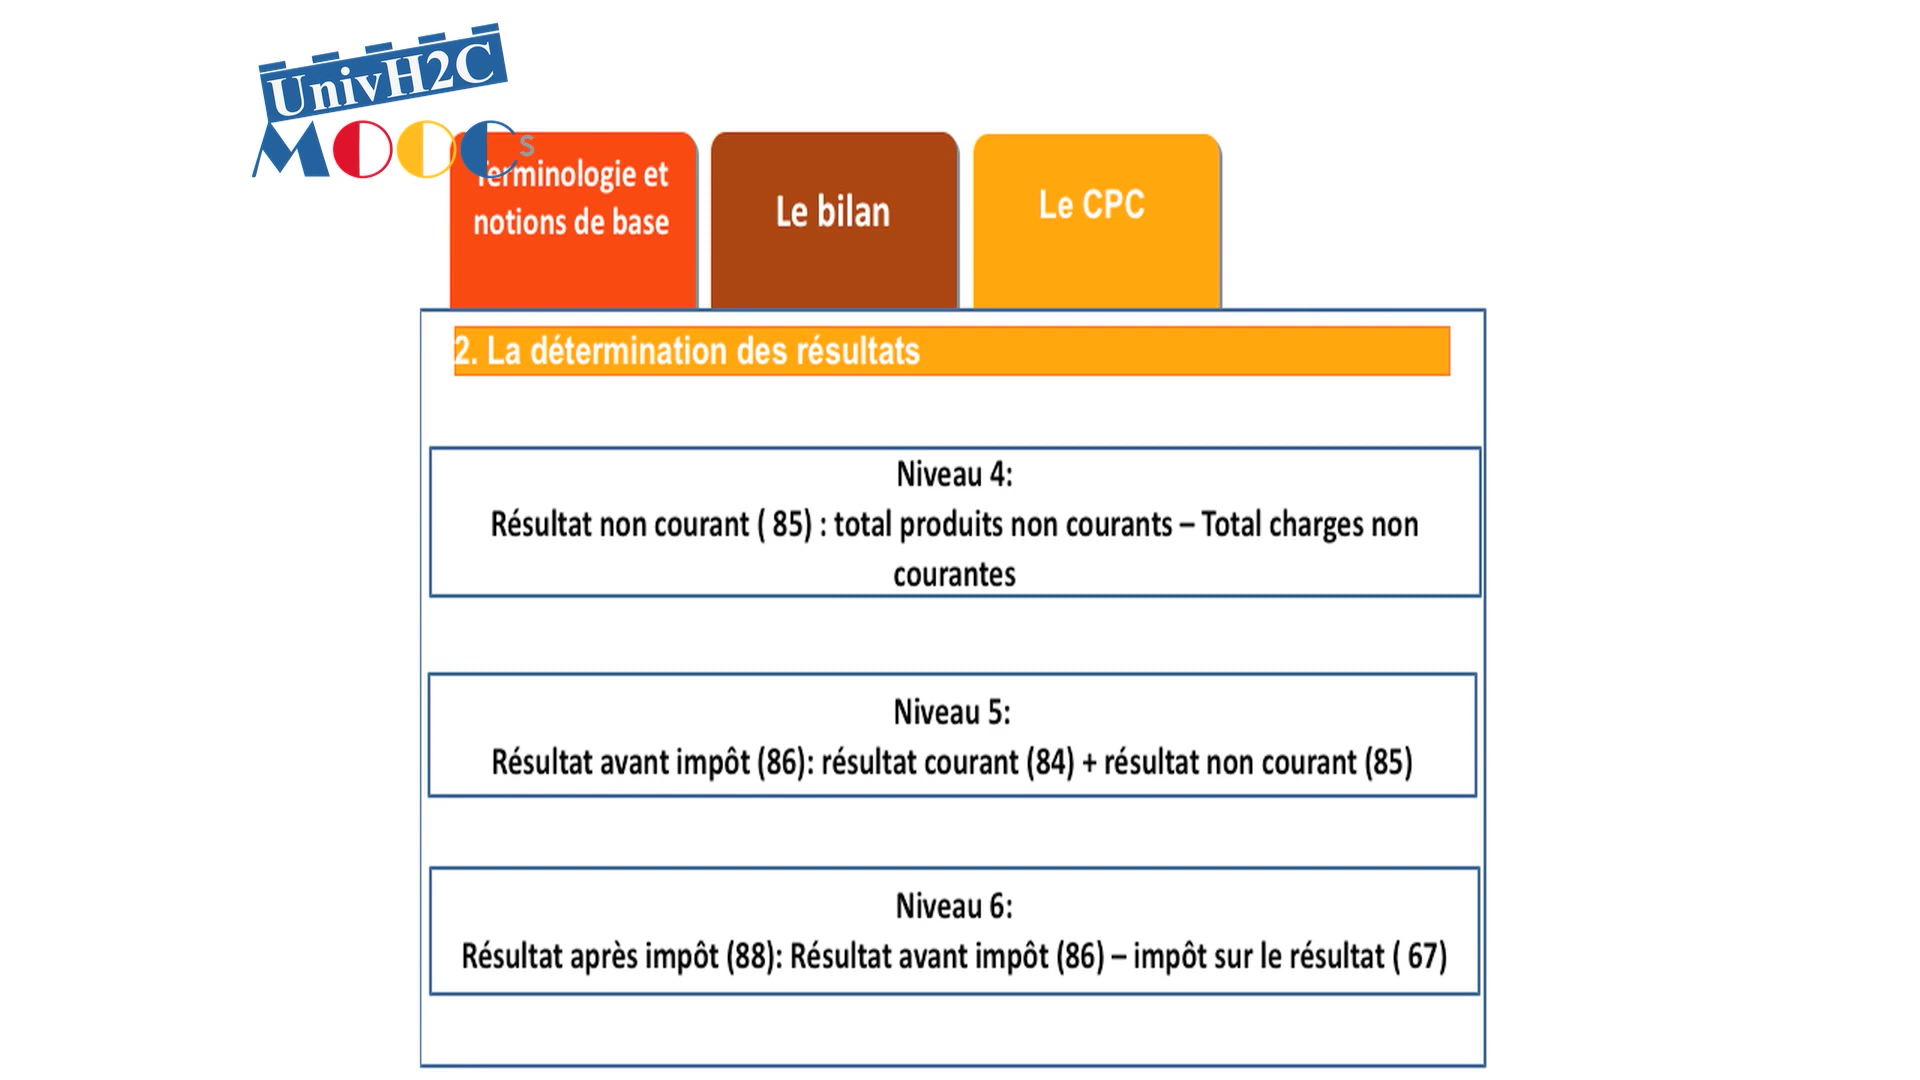 UnivH2C
MOOCs
Terminologie et
notions de base
Le bilan
Le CPC
2. La détermination des résultats
Niveau 4:
Résultat non courant ( 85) : total produits non courants – Total charges non
courantes
Niveau 5:
Résultat avant impôt (86): résultat courant (84) + résultat non courant (85)
Niveau 6:
Résultat après impôt (88): Résultat avant impôt (86) – impôt sur le résultat ( 67)